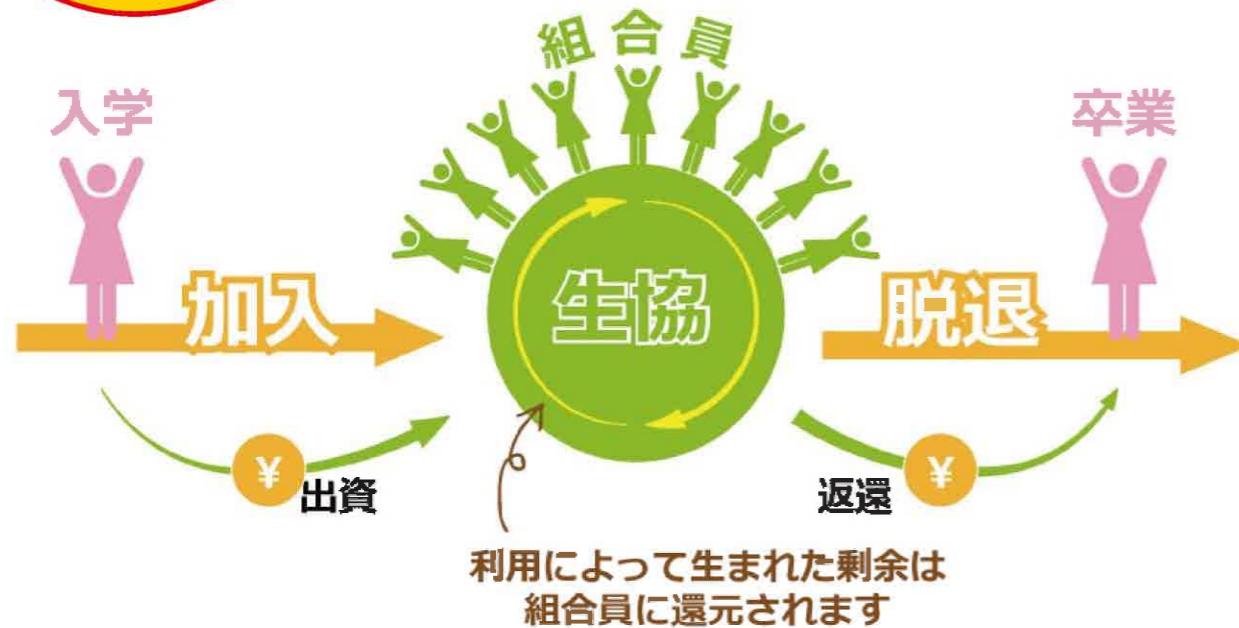 組合員
入学
卒業
加入
生協
脱退
¥
出資
返還
¥
利用によって生まれた剰余は
組合員に還元されます